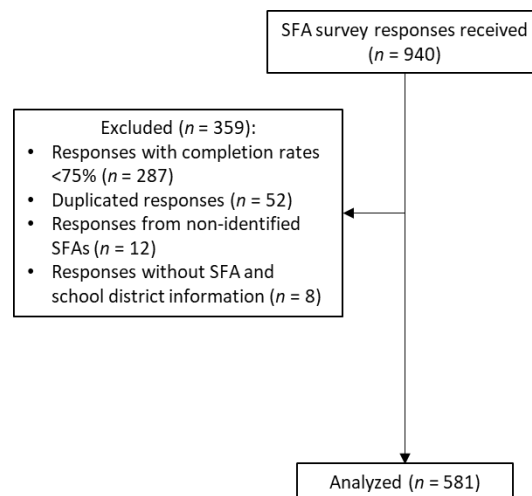 SFA survey responses received
(n = 940)
Excluded (n = 359):
• Responses with completion rates
<75% (n = 287)
• Duplicated responses (n = 52)
• Responses from non-identified
SFAs (n = 12)
• Responses without SFA and
school district information (n = 8)
Analyzed (n = 581)